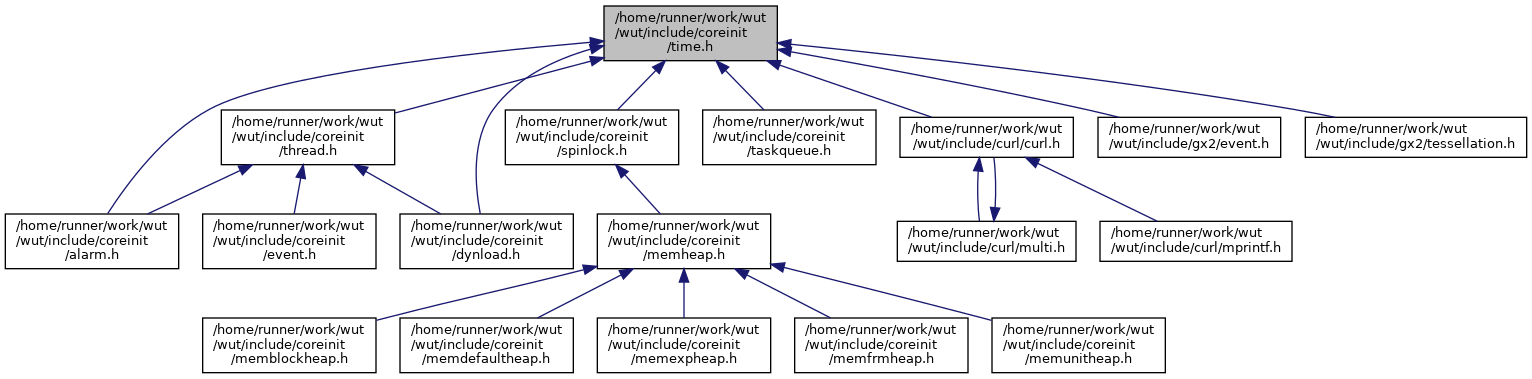 /home/runner/work/wut
/wut/include/coreinit
/time.h
/home/runner/work/wut
/wut/include/coreinit
/thread.h
/home/runner/work/wut
/wut/include/coreinit
/spinlock.h
/home/runner/work/wut
/wut/include/coreinit
/taskqueue.h
/home/runner/work/wut
/wut/include/curl/curl.h
/home/runner/work/wut
/wut/include/gx2/event.h
/home/runner/work/wut
/wut/include/gx2/tessellation.h
/home/runner/work/wut
/wut/include/coreinit
/alarm.h
/home/runner/work/wut
/wut/include/coreinit
/event.h
/home/runner/work/wut
/wut/include/coreinit
/dynload.h
/home/runner/work/wut
/wut/include/coreinit
/memheap.h
/home/runner/work/wut
/wut/include/curl/multi.h
/home/runner/work/wut
/wut/include/curl/mprintf.h
/home/runner/work/wut
/wut/include/coreinit
/memblockheap.h
/home/runner/work/wut
/wut/include/coreinit
/memdefaultheap.h
/home/runner/work/wut
/wut/include/coreinit
/memexpheap.h
/home/runner/work/wut
/wut/include/coreinit
/memfrmheap.h
/home/runner/work/wut
/wut/include/coreinit
/memunitheap.h